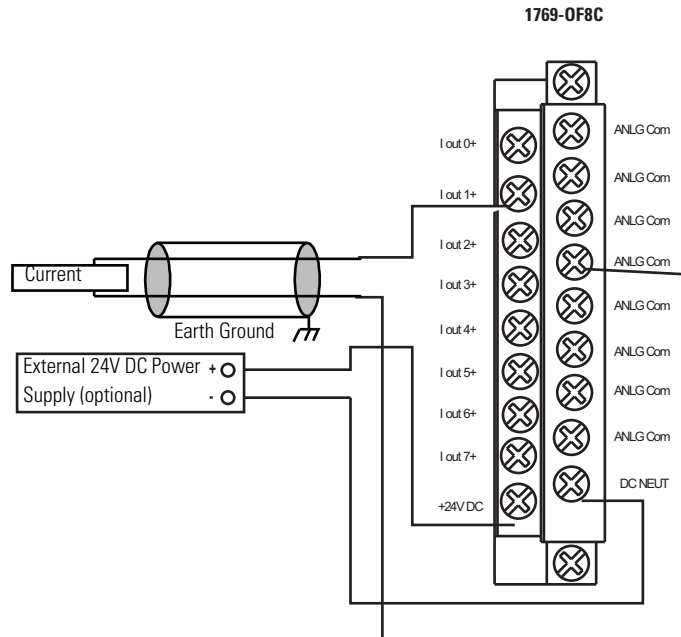 1769-OF8C
I out 0+
ANLG Com
I out 1+
ANLG Com
I out 2+
ANLG Com
I out 3+
ANLG Com
I out 4+
ANLG Com
I out 5+
ANLG Com
I out 6+
ANLG Com
I out 7+
ANLG Com
+24V DC
DC NEUT
Current
Earth Ground
External 24V DC Power +
Supply (optional) -